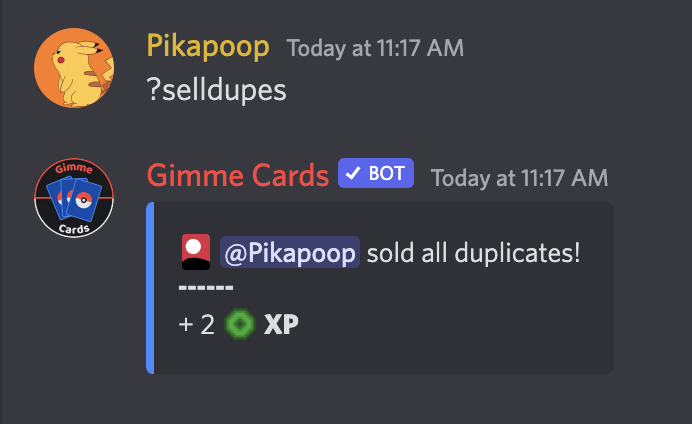 Pikapoop Today at 11:17 AM
?selldupes
Gimme Cards BOT Today at 11:17 AM
Gimme
Cards
@Pikapoop sold all duplicates!
------
+ 2 XP